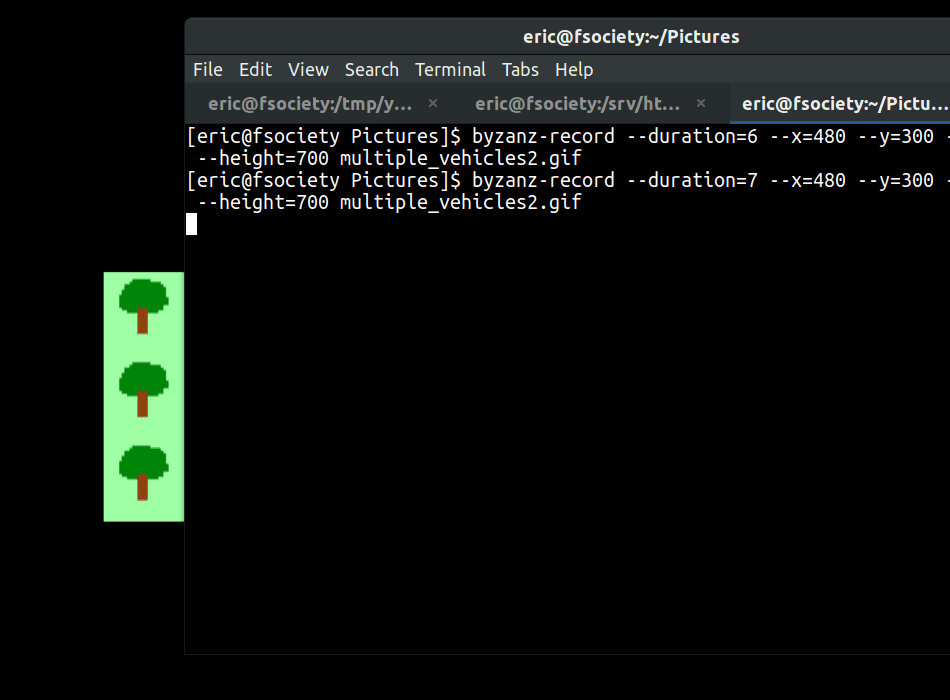 eric@fsociety:~/Pictures
File Edit View Search Terminal Tabs Help
eric@fsociety:/tmp/y... × eric@fsociety:/srv/ht... × eric@fsociety:~/Pictu...
[eric@fsociety Pictures]$ byzanz-record --duration=6 --x=480 --y=300 -
--height=700 multiple_vehicles2.gif
[eric@fsociety Pictures]$ byzanz-record --duration=7 --x=480 --y=300 -
--height=700 multiple_vehicles2.gif